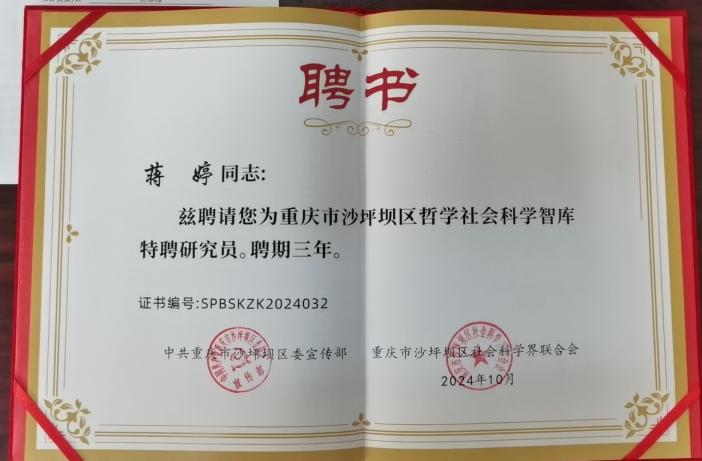 聘书
蒋 婷 同志:
兹聘请您为重庆市沙坪坝区哲学社会科学智库
特聘研究员。聘期三年。
证书编号:SPBSKZK2024032
中共重庆市沙坪坝区委宣传部 重庆市沙坪坝区社会科学界联合会
2024年10月